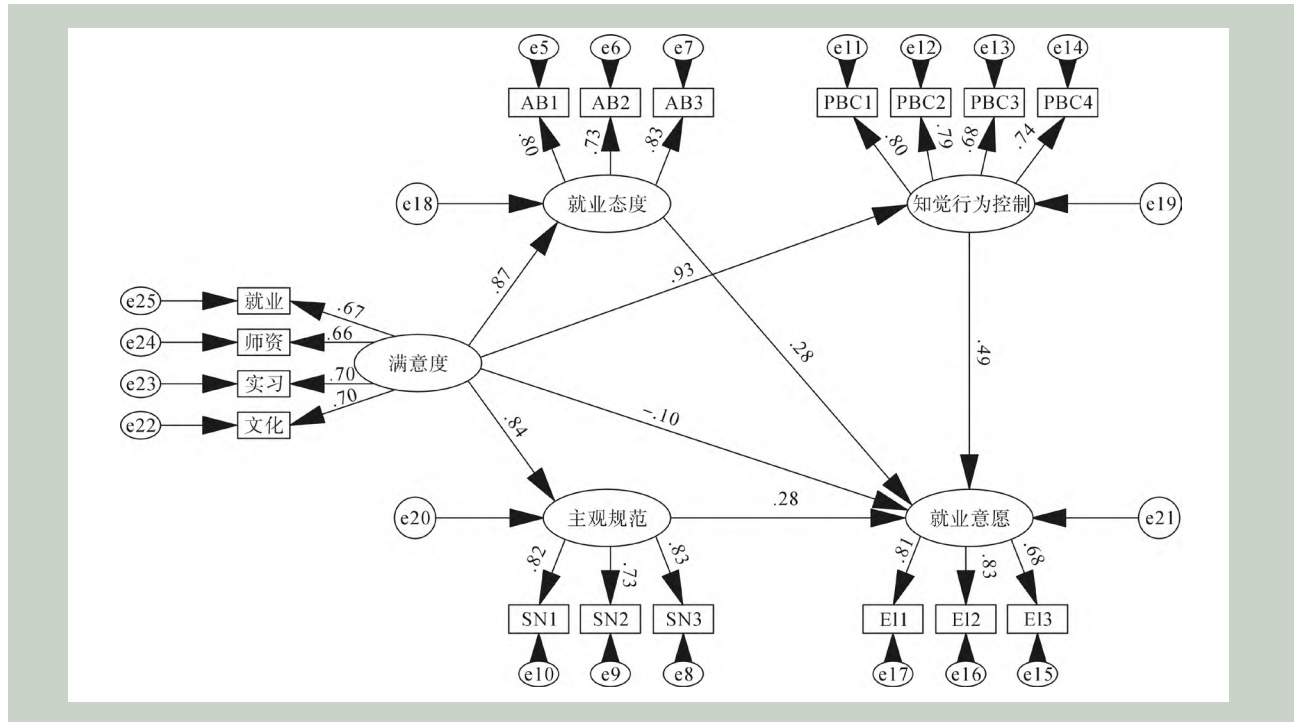 e5 e6 e7 e11 e12 e13 e14
AB1 AB2 AB3 PBC1 PBC2 PBC3 PBC4
.80 .73 .83 .80 .79 .68 .74
e18 就业态度 知觉行为控制 e19
.87 .93
e25 就业 .67
e24 师资 .66
满意度 .28 .49
e23 实习 .70
e22 文化 .70
.84 -.10
e20 主观规范 .28 就业意愿 e21
.82 .73 .83 .81 .83 .68
SN1 SN2 SN3 EI1 EI2 EI3
e10 e9 e8 e17 e16 e15